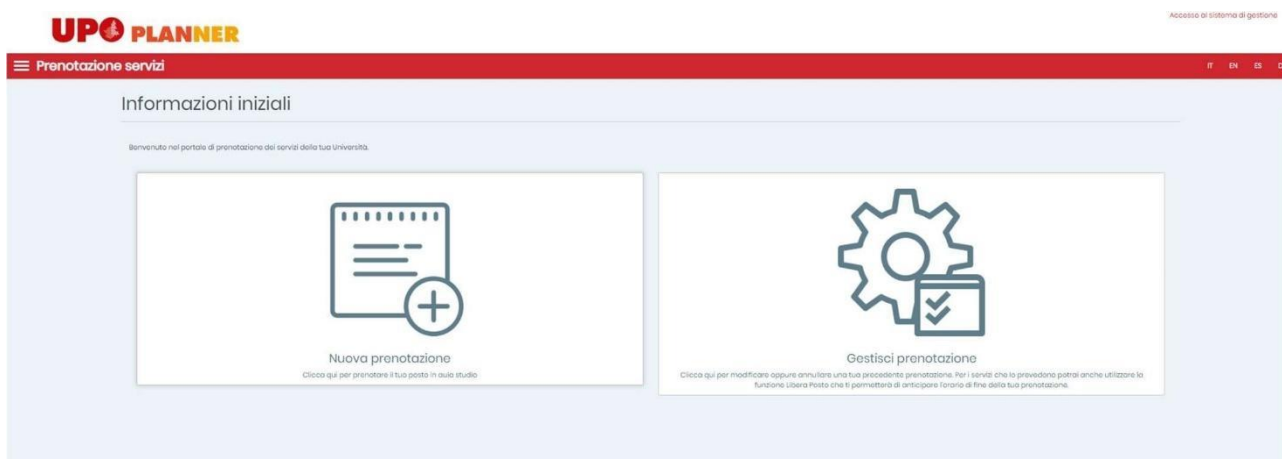 Accesso al sistema di gestione
UPO PLANNER
Prenotazione servizi
IT EN ES D
Informazioni iniziali
Benvenuto nel portale di prenotazione dei servizi della tua Università.
Nuova prenotazione
Clicca qui per prenotare il tuo posto in aula studio
Gestisci prenotazione
Clicca qui per modificare oppure annullare una tua precedente prenotazione. Per i servizi che lo prevedono potrai anche utilizzare la
funzione Libera Posto che ti permetterà di anticipare l'orario di fine della tua prenotazione.